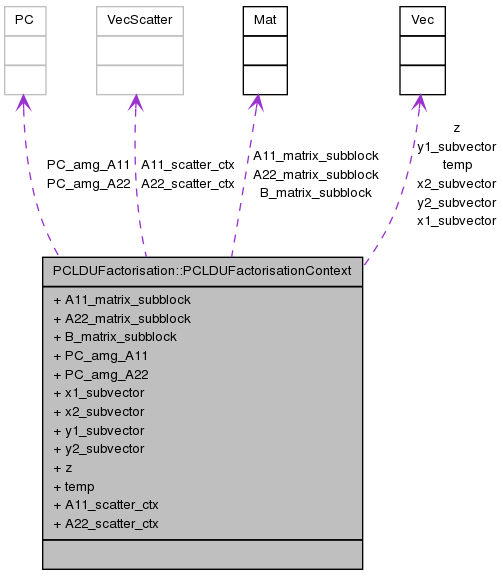 PC
VecScatter
Mat
Vec
PC_amg_A11
PC_amg_A22
A11_scatter_ctx
A22_scatter_ctx
A11_matrix_subblock
A22_matrix_subblock
B_matrix_subblock
z
y1_subvector
temp
x2_subvector
y2_subvector
x1_subvector
PCLDUFactorisation::PCLDUFactorisationContext
+ A11_matrix_subblock
+ A22_matrix_subblock
+ B_matrix_subblock
+ PC_amg_A11
+ PC_amg_A22
+ x1_subvector
+ x2_subvector
+ y1_subvector
+ y2_subvector
+ z
+ temp
+ A11_scatter_ctx
+ A22_scatter_ctx